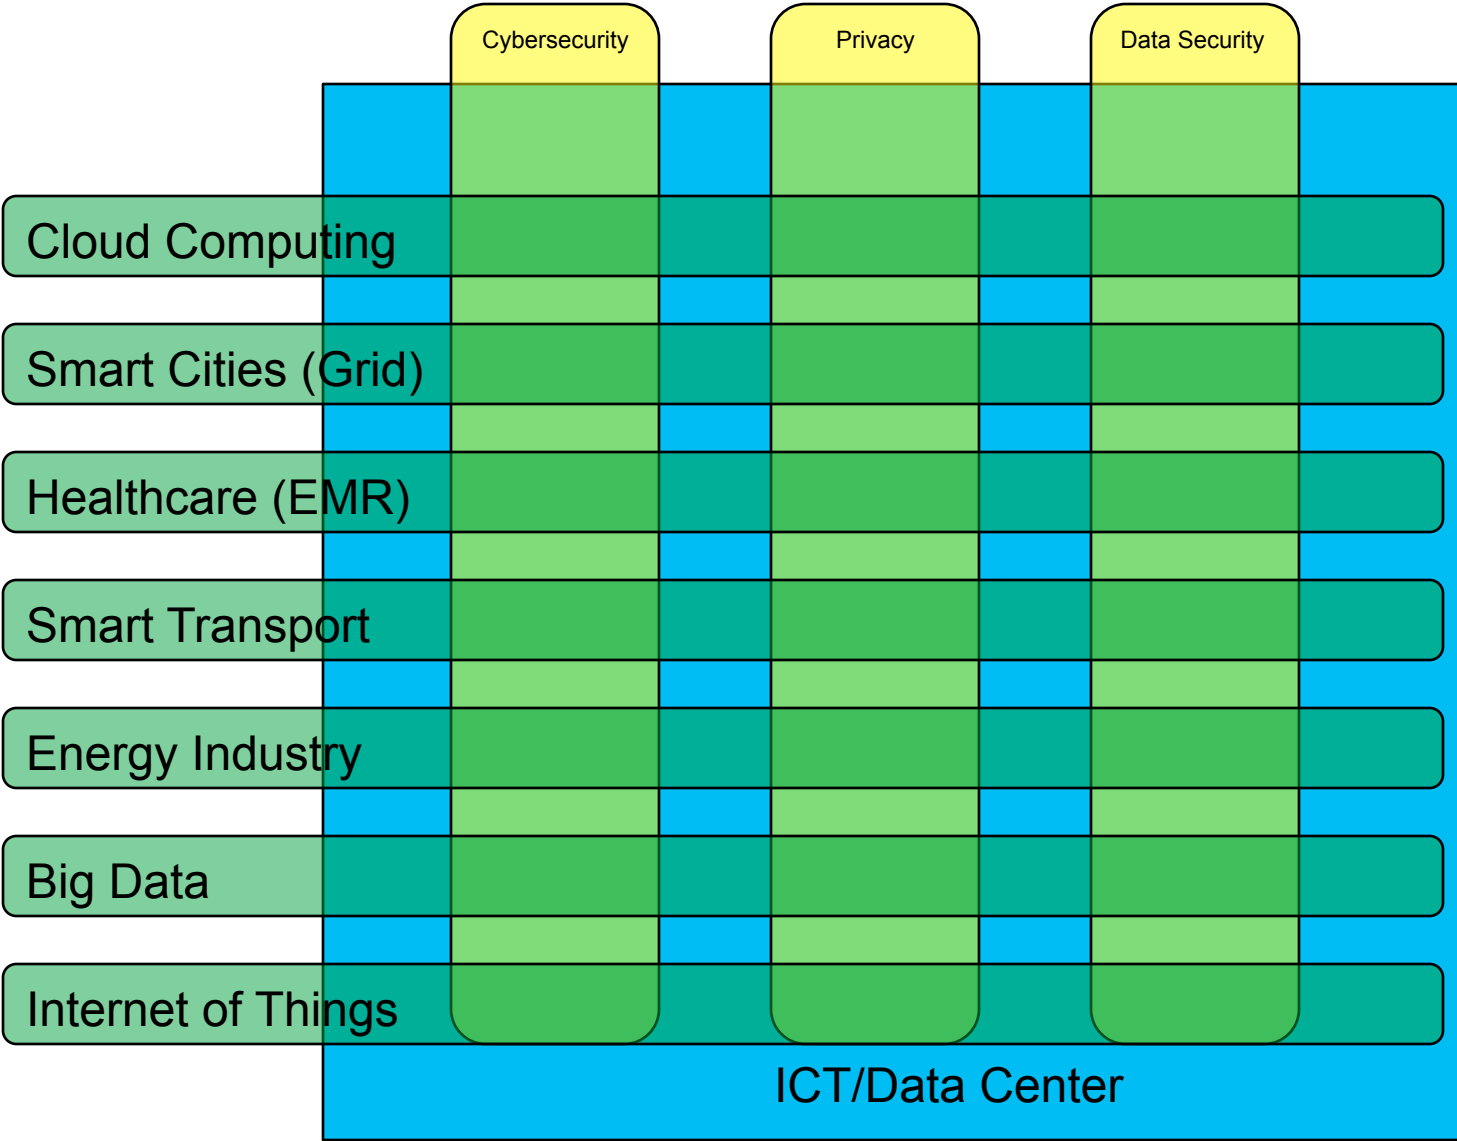 Cybersecurity
Privacy
Data Security
Cloud Computing
Smart Cities (Grid)
Healthcare (EMR)
Smart Transport
Energy Industry
Big Data
Internet of Things
ICT/Data Center